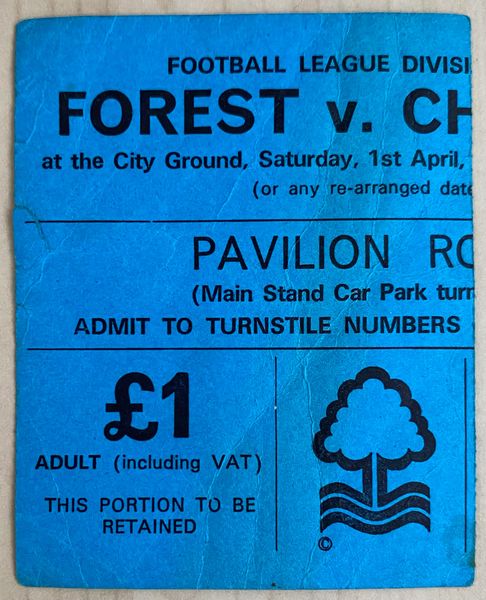 FOOTBALL LEAGUE DIVISI
FOREST v. CH
at the City Ground, Saturday, 1st April,
(or any re-arranged date
PAVILION RO
(Main Stand Car Park turn
ADMIT TO TURNSTILE NUMBERS
£1
ADULT (including VAT)
THIS PORTION TO BE
RETAINED
©